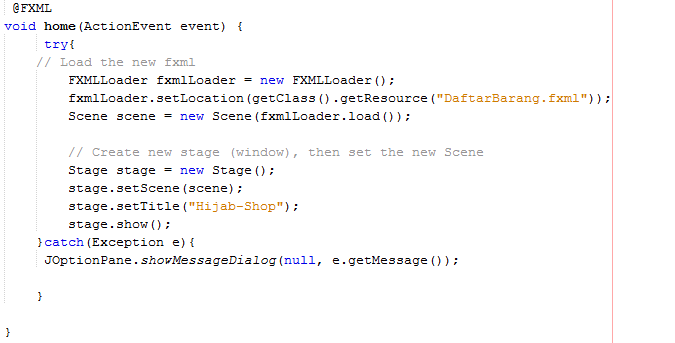 @FXML
void home(ActionEvent event) {
try{
// Load the new fxml
FXMLLoader fxmlLoader = new FXMLLoader();
fxmlLoader.setLocation(getClass().getResource("DaftarBarang.fxml"));
Scene scene = new Scene(fxmlLoader.load());
// Create new stage (window), then set the new Scene
Stage stage = new Stage();
stage.setScene(scene);
stage.setTitle("Hijab-Shop");
stage.show();
}catch(Exception e){
JOptionPane.showMessageDialog(null, e.getMessage());
}
}